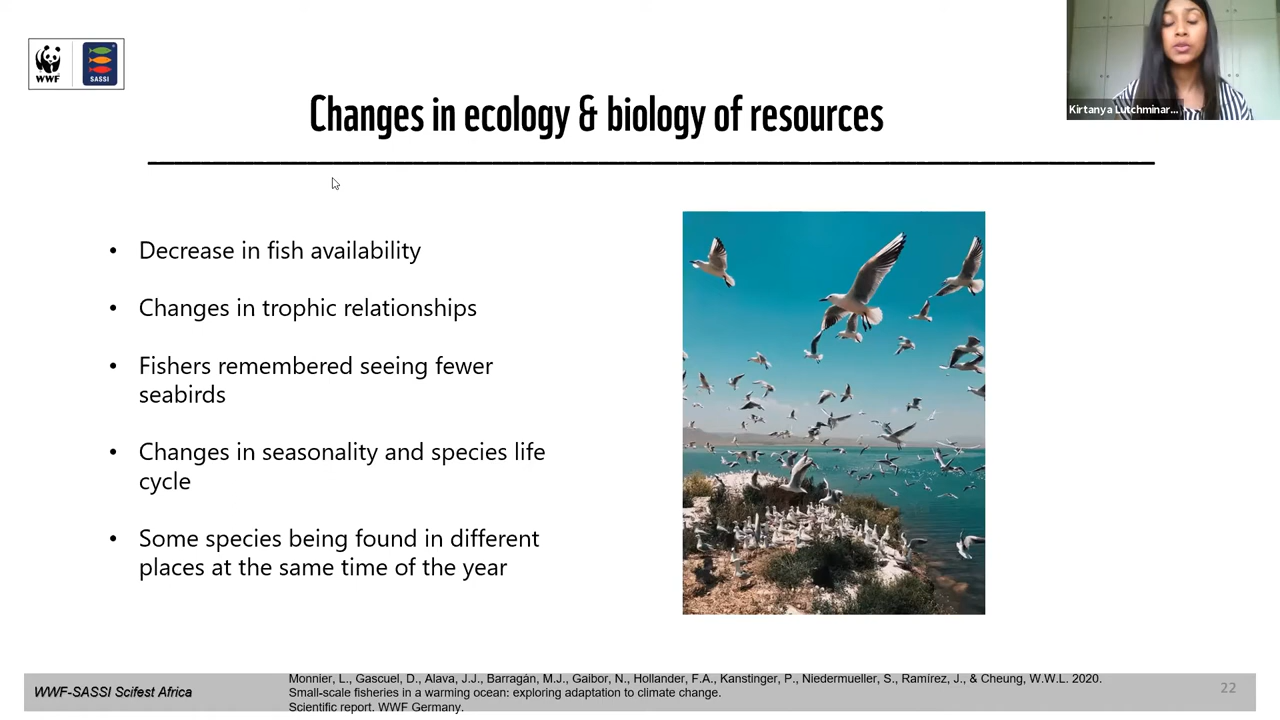 WWF
SASSI
Kirtanya Lutchminar...
Changes in ecology & biology of resources
• Decrease in fish availability
• Changes in trophic relationships
• Fishers remembered seeing fewer
seabirds
• Changes in seasonality and species life
cycle
• Some species being found in different
places at the same time of the year
WWF-SASSI Scifest Africa
Monnier, L., Gascuel, D., Alava, J.J., Barragán, M.J., Gaibor, N., Hollander, F.A., Kanstinger, P., Niedermueller, S., Ramírez, J., & Cheung, W.W.L. 2020.
Small-scale fisheries in a warming ocean: exploring adaptation to climate change.
Scientific report. WWF Germany.
22